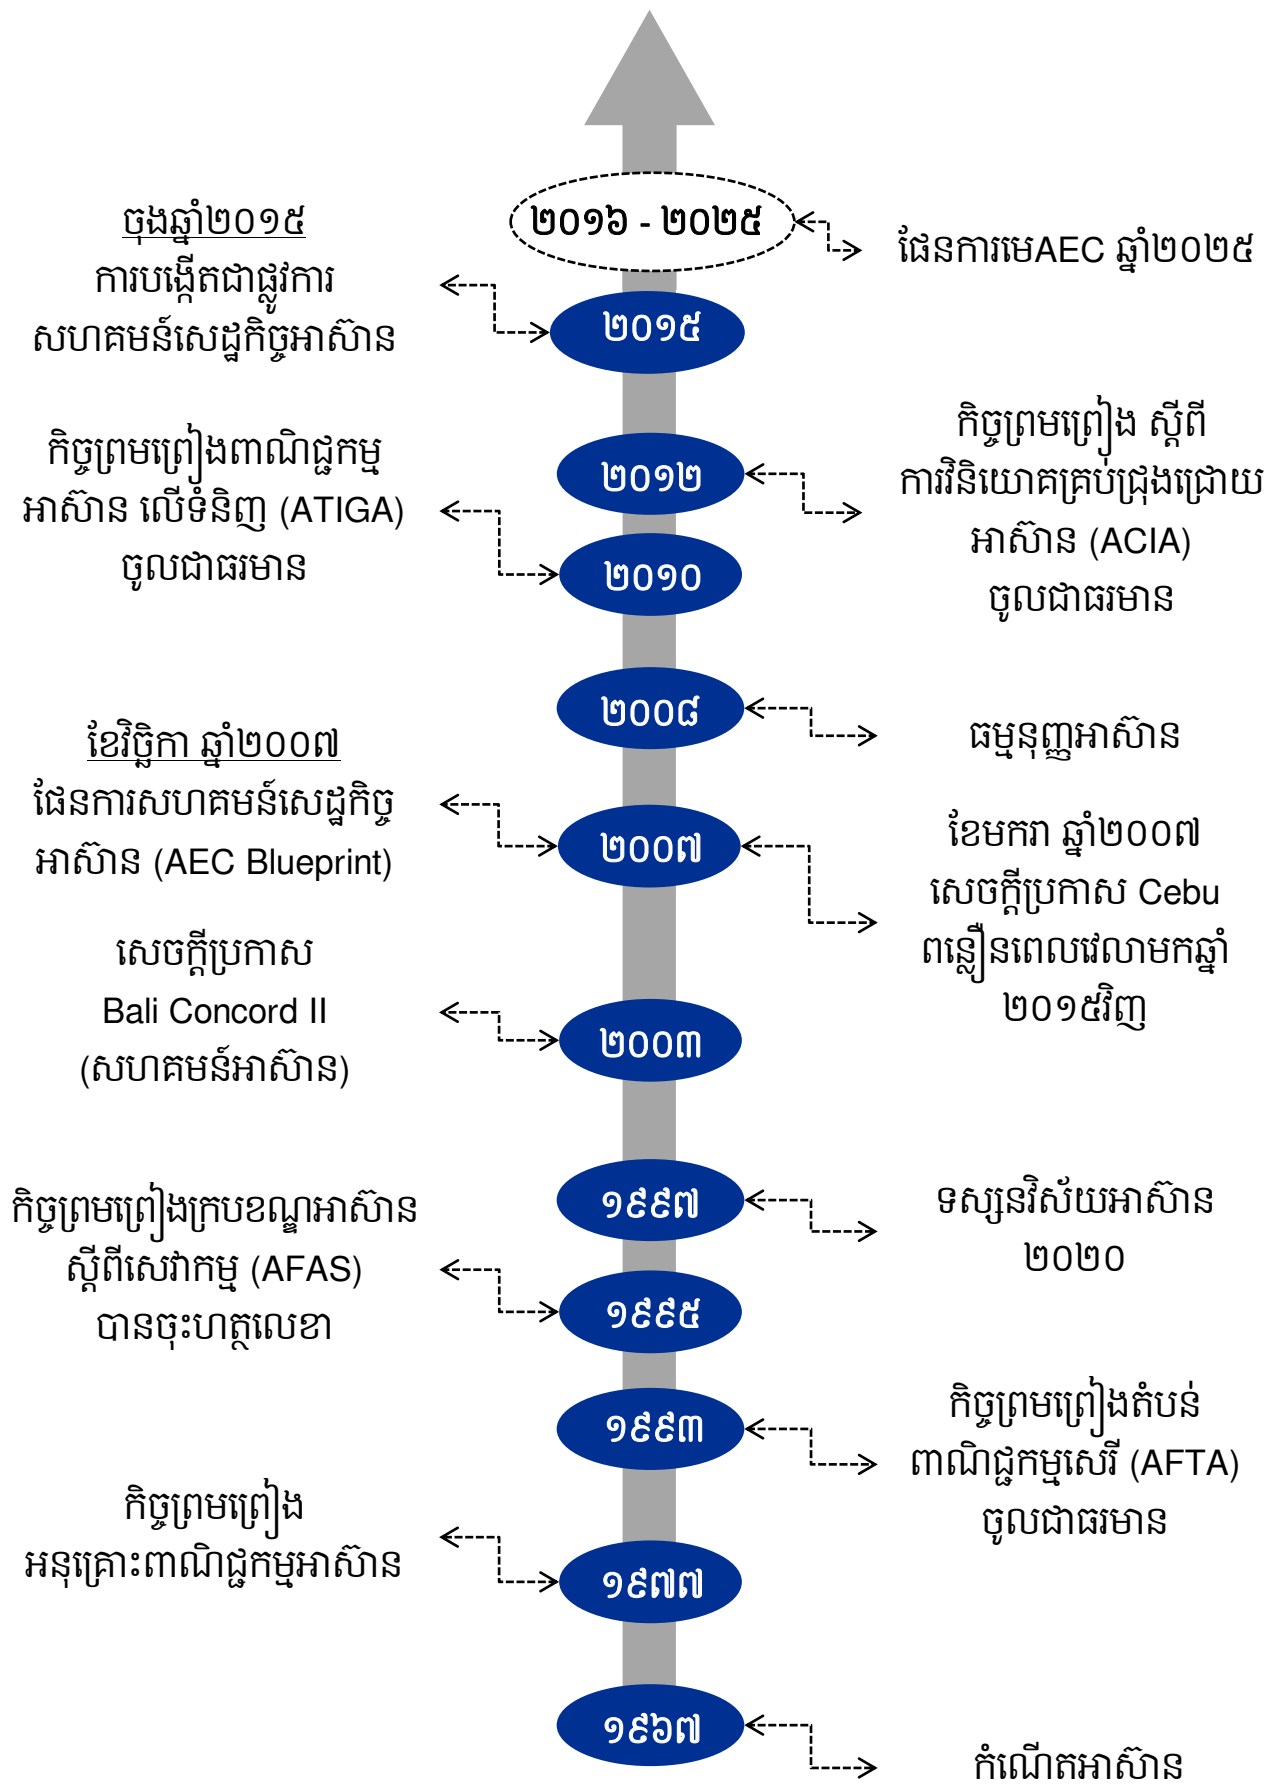 ២០១៦ - ២០២៥
ផែនការមេAEC ឆ្នាំ២០២៥
ចុងឆ្នាំ២០១៥
ការបង្កើតជាផ្លូវការ
សហគមន៍សេដ្ឋកិច្ចអាស៊ាន
២០១៥
កិច្ចព្រមព្រៀង ស្តីពី
ការវិនិយោគគ្រប់ជ្រុងជ្រោយ
អាស៊ាន (ACIA)
ចូលជាធរមាន
២០១២
កិច្ចព្រមព្រៀងពាណិជ្ជកម្ម
អាស៊ាន លើទំនិញ (ATIGA)
ចូលជាធរមាន
២០១០
២០០៨
ធម្មនុញ្ញអាស៊ាន
ខែវិច្ឆិកា ឆ្នាំ២០០៧
ផែនការសហគមន៍សេដ្ឋកិច្ច
អាស៊ាន (AEC Blueprint)
២០០៧
ខែមករា ឆ្នាំ២០០៧
សេចក្តីប្រកាស Cebu
ពន្លឿនពេលវេលាមកឆ្នាំ
២០១៥វិញ
សេចក្តីប្រកាស
Bali Concord II
(សហគមន៍អាស៊ាន)
២០០៣
១៩៩៧
ទស្សនវិស័យអាស៊ាន
២០២០
កិច្ចព្រមព្រៀងក្របខណ្ឌអាស៊ាន
ស្តីពីសេវាកម្ម (AFAS)
បានចុះហត្ថលេខា
១៩៩៥
១៩៩៣
កិច្ចព្រមព្រៀងតំបន់
ពាណិជ្ជកម្មសេរី (AFTA)
ចូលជាធរមាន
កិច្ចព្រមព្រៀង
អនុគ្រោះពាណិជ្ជកម្មអាស៊ាន
១៩៧៧
១៩៦៧
កំណើតអាស៊ាន